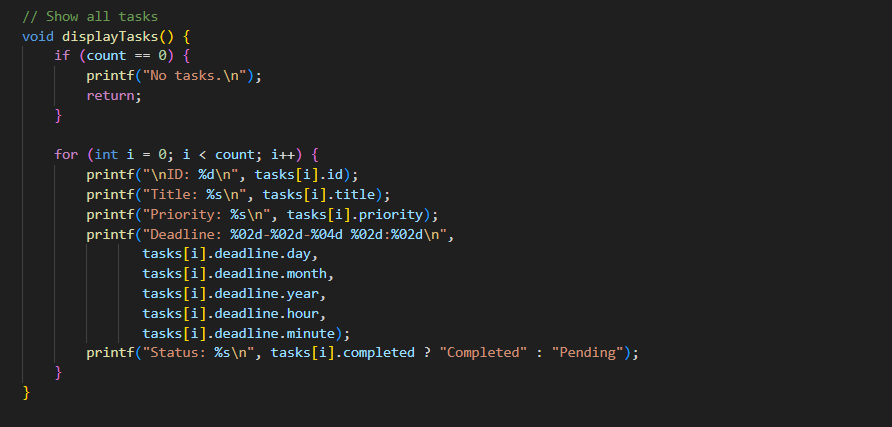 // Show all tasks
void displayTasks() {
    if (count == 0) {
        printf("No tasks.\n");
        return;
    }

    for (int i = 0; i < count; i++) {
        printf("\nID: %d\n", tasks[i].id);
        printf("Title: %s\n", tasks[i].title);
        printf("Priority: %s\n", tasks[i].priority);
        printf("Deadline: %02d-%02d-%04d %02d:%02d\n",
               tasks[i].deadline.day,
               tasks[i].deadline.month,
               tasks[i].deadline.year,
               tasks[i].deadline.hour,
               tasks[i].deadline.minute);
        printf("Status: %s\n", tasks[i].completed ? "Completed" : "Pending");
    }
}